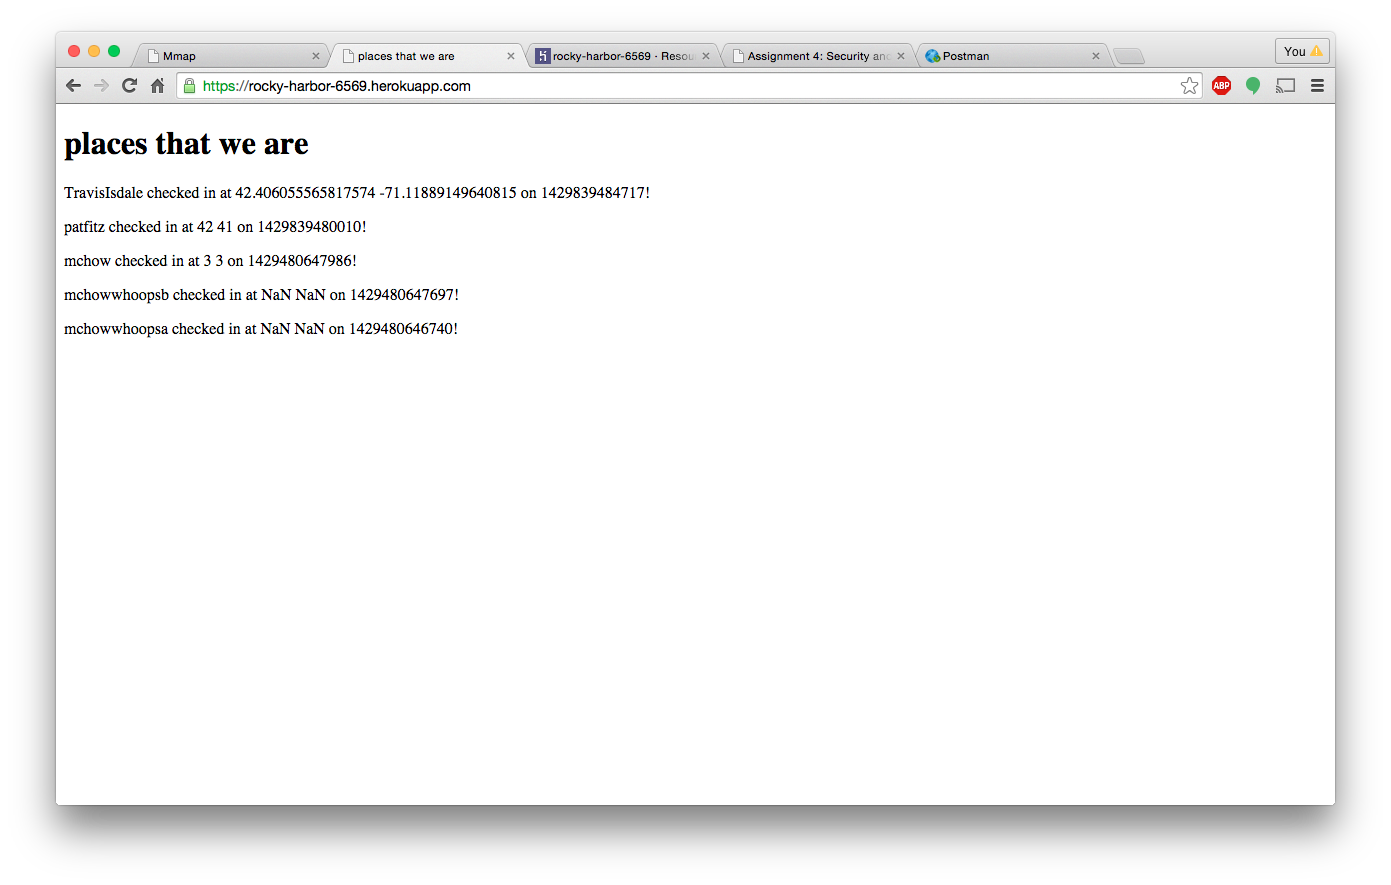 Mmap
places that we are
rocky-harbor-6569 · Resou
Assignment 4: Security and
Postman
You
https://rocky-harbor-6569.herokuapp.com
ABP
places that we are
TravisIsdale checked in at 42.406055565817574 -71.11889149640815 on 1429839484717!
patfitz checked in at 42 41 on 1429839480010!
mchow checked in at 3 3 on 1429480647986!
mchowwhoopsb checked in at NaN NaN on 1429480647697!
mchowwhoopsa checked in at NaN NaN on 1429480646740!